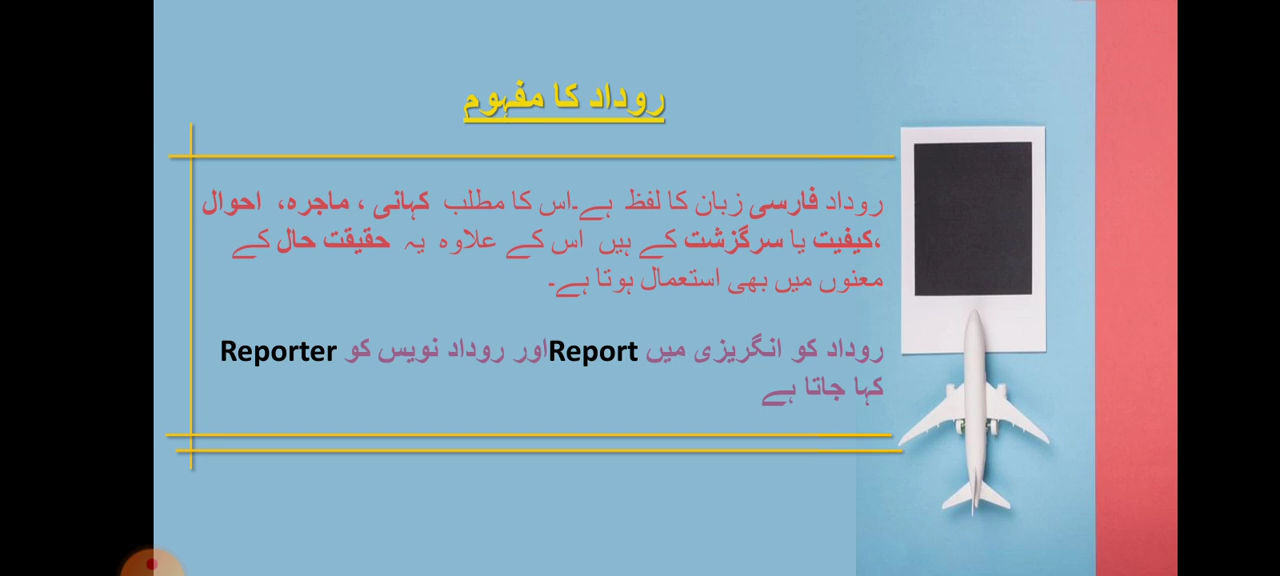 روداد کا مفہوم
روداد فارسی زبان کا لفظ ہے۔اس کا مطلب کہانی ، ماجرہ، احوال
،کیفیت یا سرگزشت کے ہیں اس کے علاوہ یہ حقیقت حال کے
معنوں میں بھی استعمال ہوتا ہے۔
روداد کو انگریزی میں Reportاور روداد نویس کو Reporter
کہا جاتا ہے